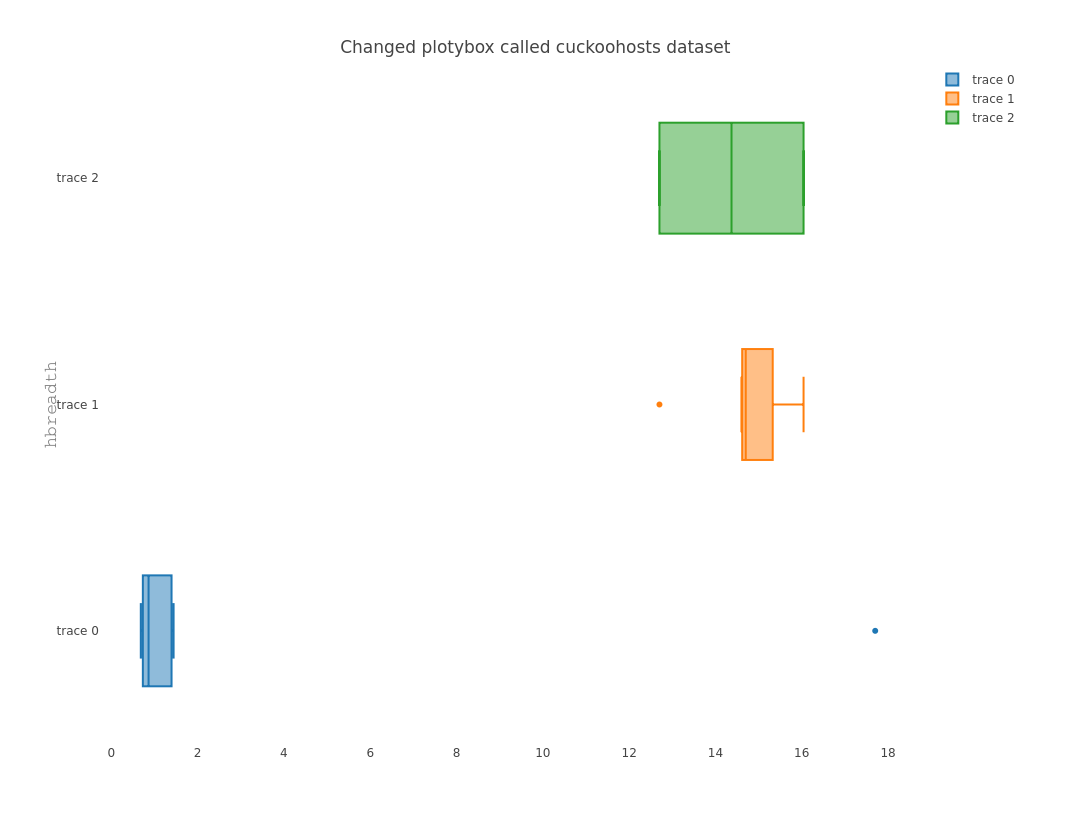 Changed plotybox called cuckoohosts dataset
trace 0
trace 1
trace 2
trace 2
trace 1
trace 0
hbreadth
0 2 4 6 8 10 12 14 16 18